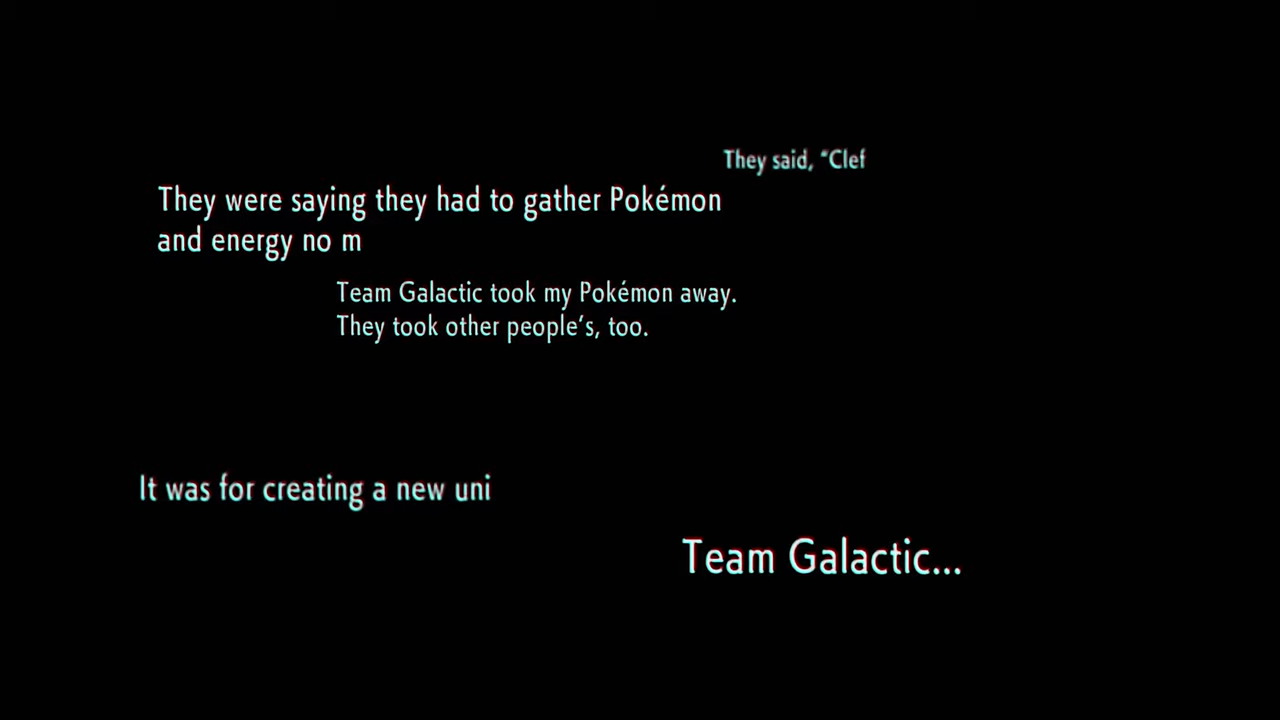 They said, “Clef
They were saying they had to gather Pokémon
and energy no m
Team Galactic took my Pokémon away.
They took other people’s, too.
It was for creating a new uni
Team Galactic...